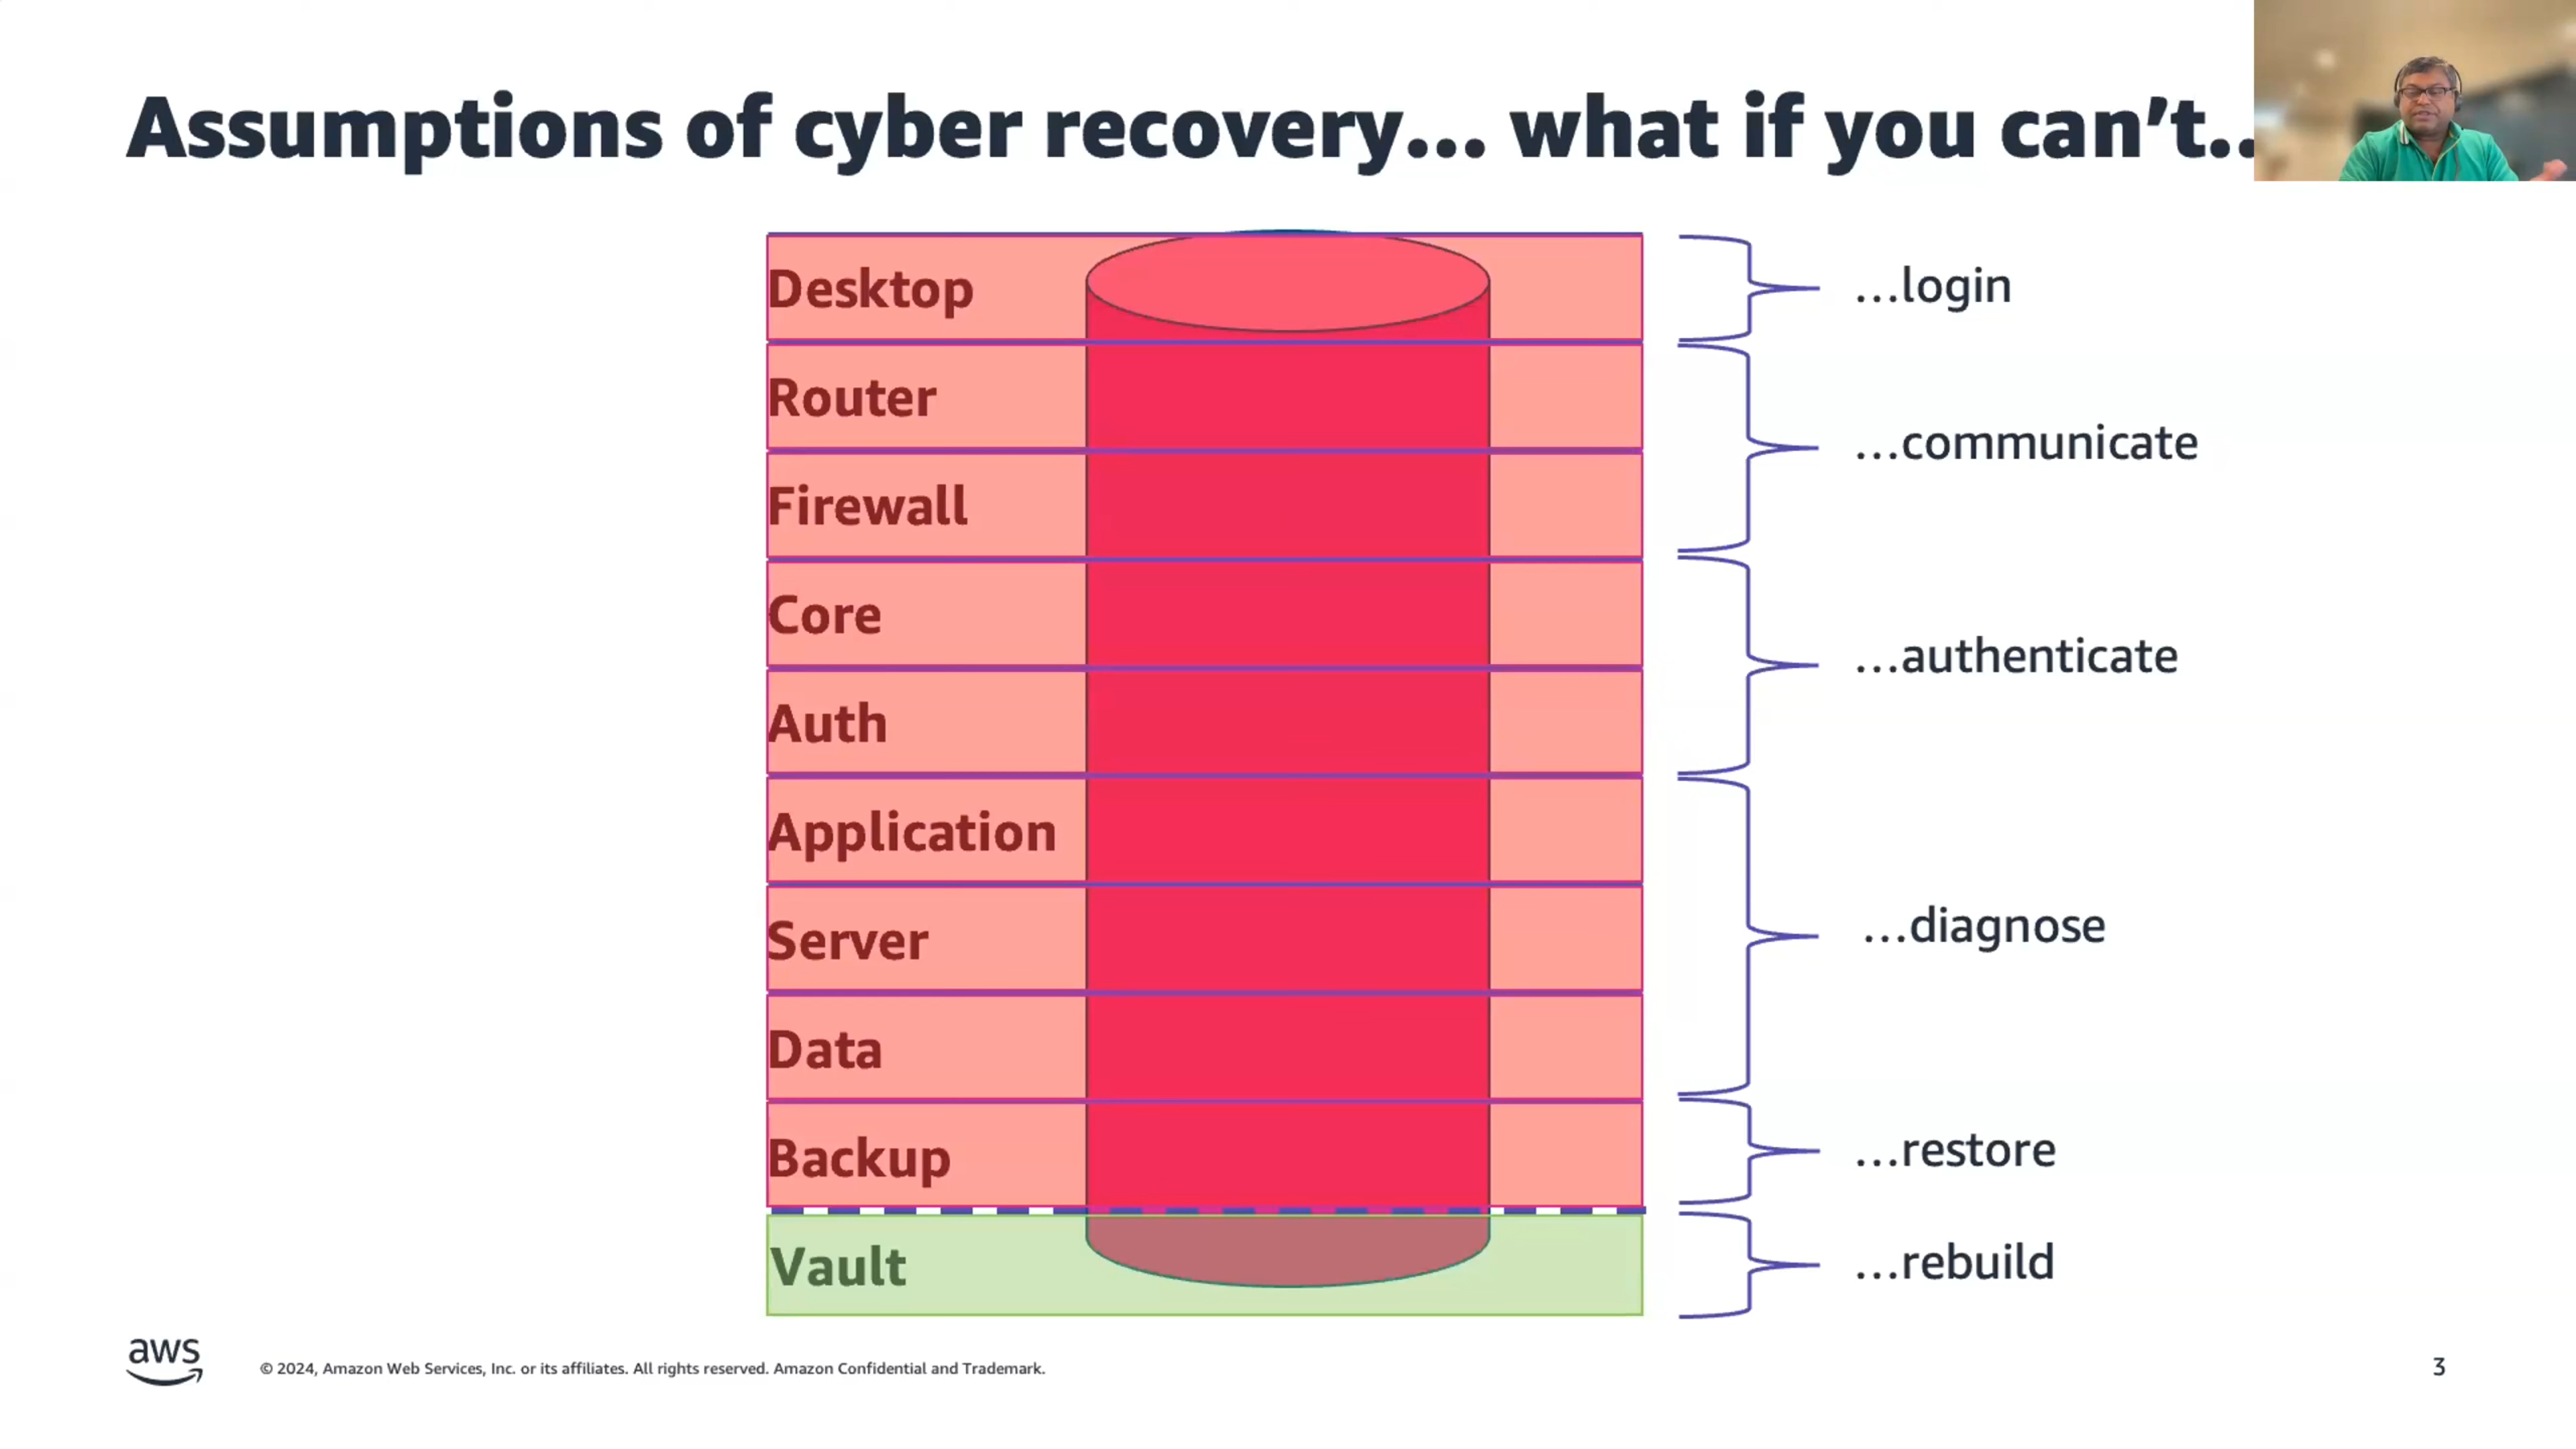 Assumptions of cyber recovery… what if you can’t..
Desktop
…login
Router
…communicate
Firewall
Core
…authenticate
Auth
Application
Server
…diagnose
Data
Backup
…restore
Vault
…rebuild
aws
© 2024, Amazon Web Services, Inc. or its affiliates. All rights reserved. Amazon Confidential and Trademark.
3